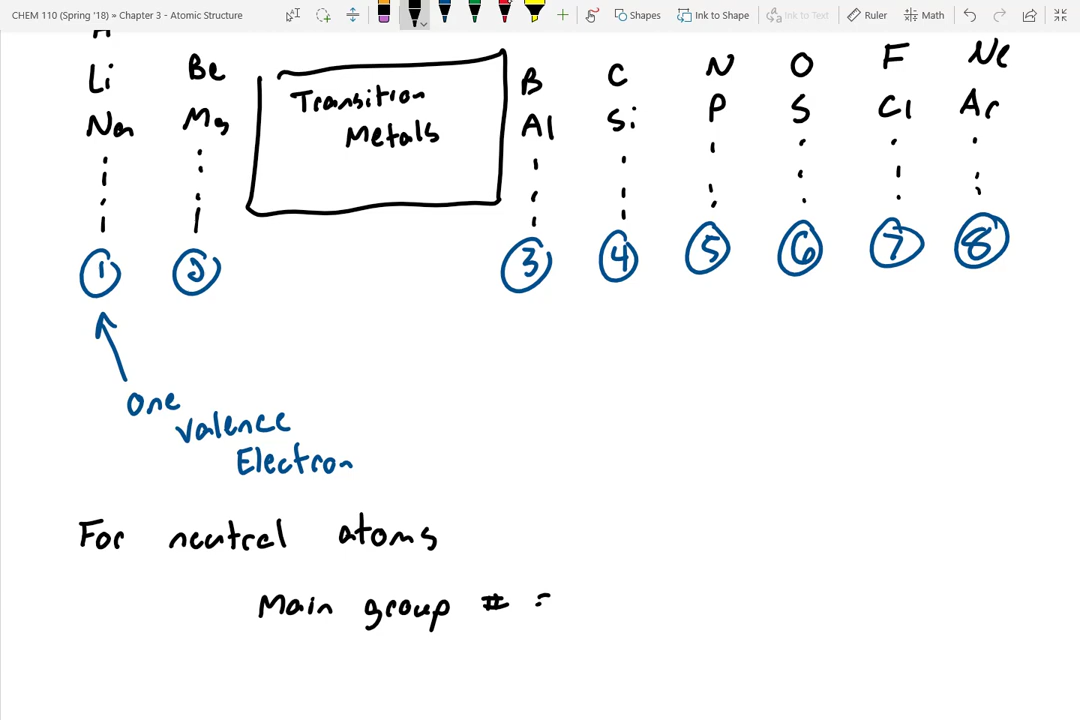 CHEM 110 (Spring '18) » Chapter 3 - Atomic Structure
Shapes Ink to Shape Ink to Text Ruler Math
H
Li Be B C N O F Ne
Na Mg Al Si P S Cl Ar
Transition
Metals
1 2 3 4 5 6 7 8
One
Valence
Electron
For neutral atoms
Main group # =